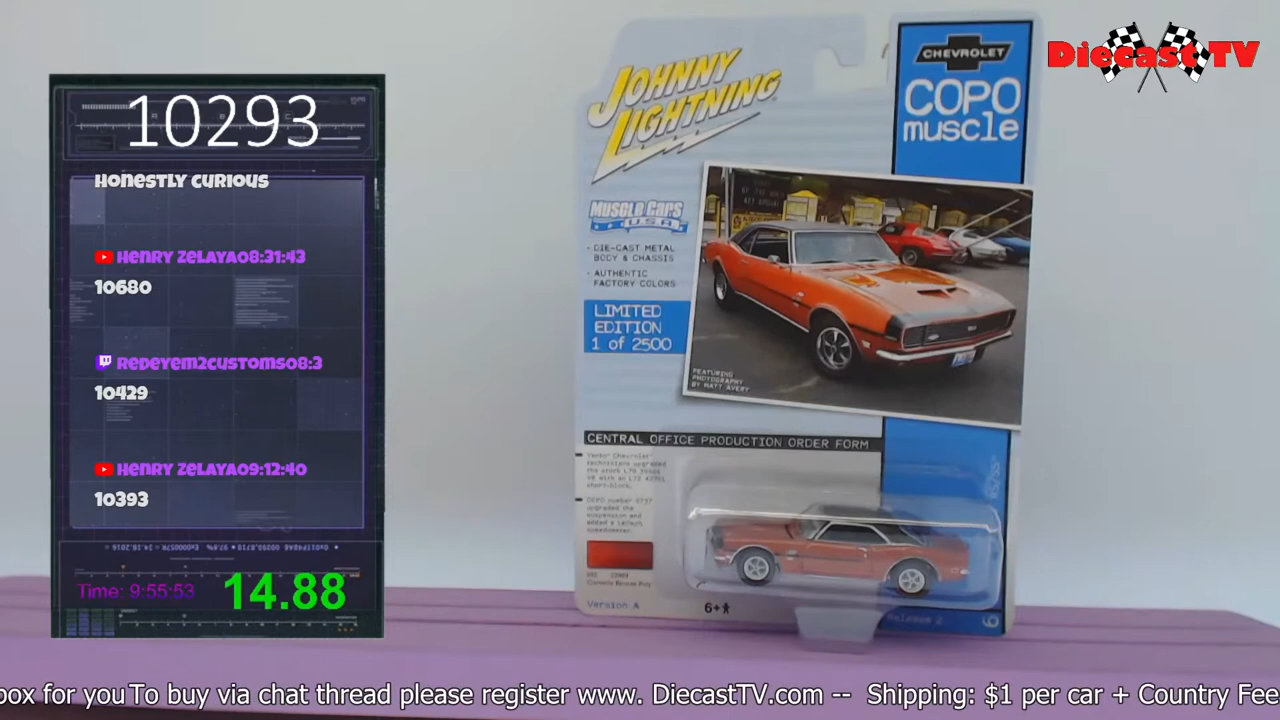 10293
Honestly curious
Henry Zelaya08:31:43
10680
Redeyem2customs08:3
10429
Henry Zelaya09:12:40
10393
Time: 9:55:53
14.88
JOHNNY
LIGHTNING
MUSCLE CARS
USA
- DIE-CAST METAL
BODY & CHASSIS
- AUTHENTIC
FACTORY COLORS
LIMITED
EDITION
1 of 2500
CHEVROLET
COPO
muscle
FEATURING
PHOTOGRAPHY
BY MATT AVERY
CENTRAL OFFICE PRODUCTION ORDER FORM
Version A
6+
Release 2
6
Diecast TV
box for you To buy via chat thread please register www. DiecastTV.com -- Shipping: $1 per car + Country Fee